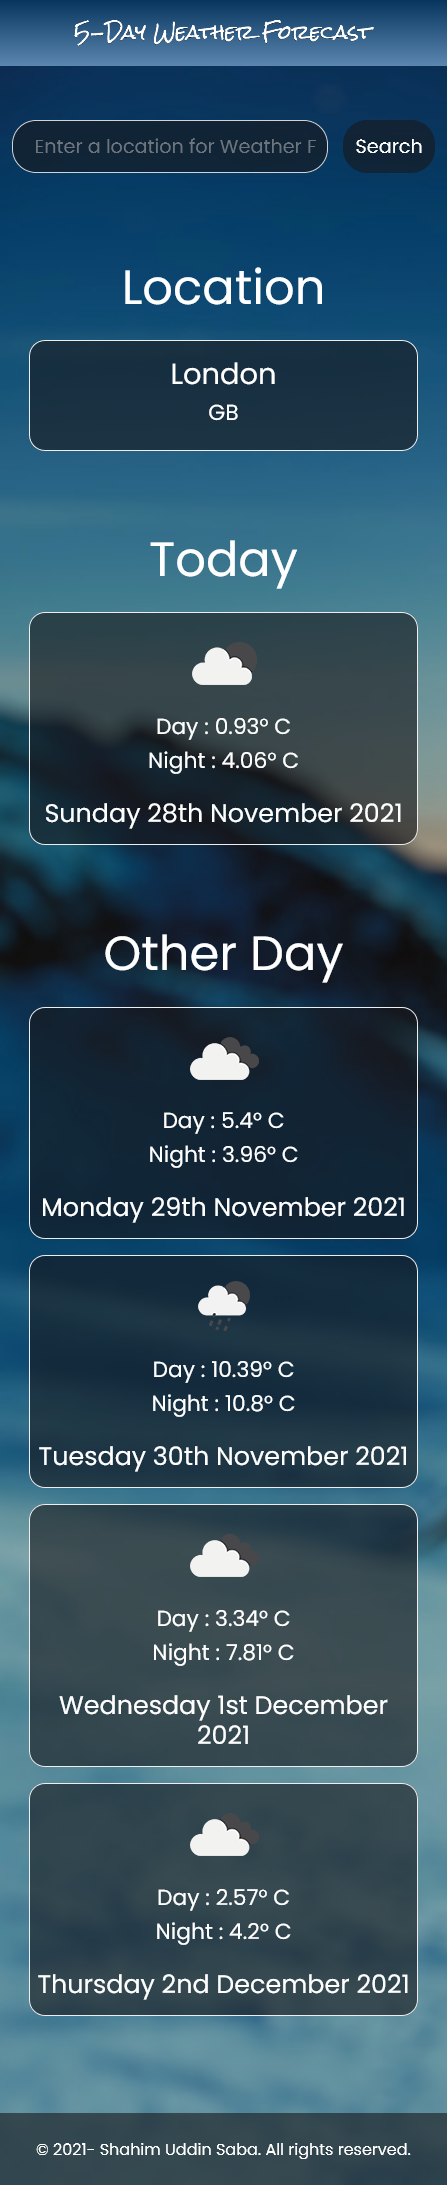 5-Day Weather Forecast
Enter a location for Weather F
Search
Location
London
GB
Today
Day : 0.93° C
Night : 4.06° C
Sunday 28th November 2021
Other Day
Day : 5.4° C
Night : 3.96° C
Monday 29th November 2021
Day : 10.39° C
Night : 10.8° C
Tuesday 30th November 2021
Day : 3.34° C
Night : 7.81° C
Wednesday 1st December
2021
Day : 2.57° C
Night : 4.2° C
Thursday 2nd December 2021
© 2021- Shahim Uddin Saba. All rights reserved.